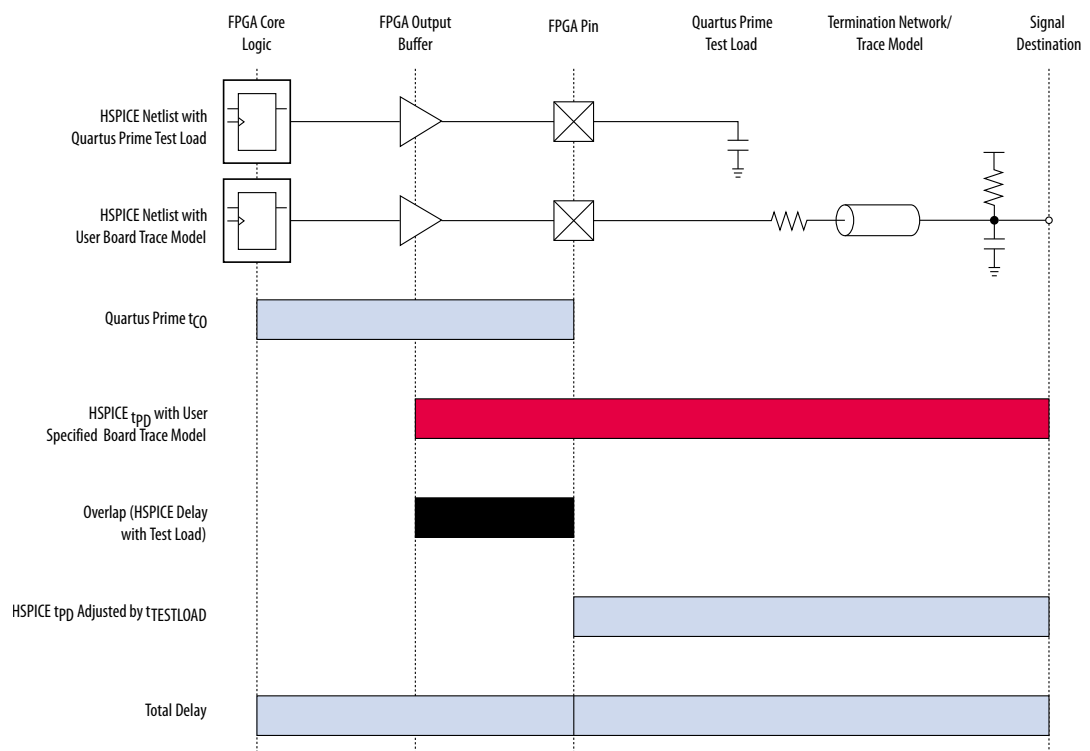 FPGA Core
Logic
FPGA Output
Buffer
FPGA Pin
Quartus Prime
Test Load
Termination Network/
Trace Model
Signal
Destination
HSPICE Netlist with
Quartus Prime Test Load
HSPICE Netlist with
User Board Trace Model
Quartus Prime tCO
HSPICE tPD with User
Specified Board Trace Model
Overlap (HSPICE Delay
with Test Load)
HSPICE tPD Adjusted by tTESTLOAD
Total Delay